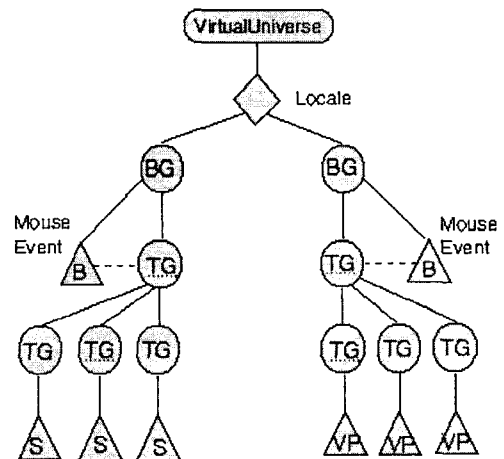 VirtualUniverse
Locale
BG
BG
Mouse
Event
Mouse
Event
B
TG
TG
B
TG
TG
TG
TG
TG
TG
S
S
S
VP
VP
VP